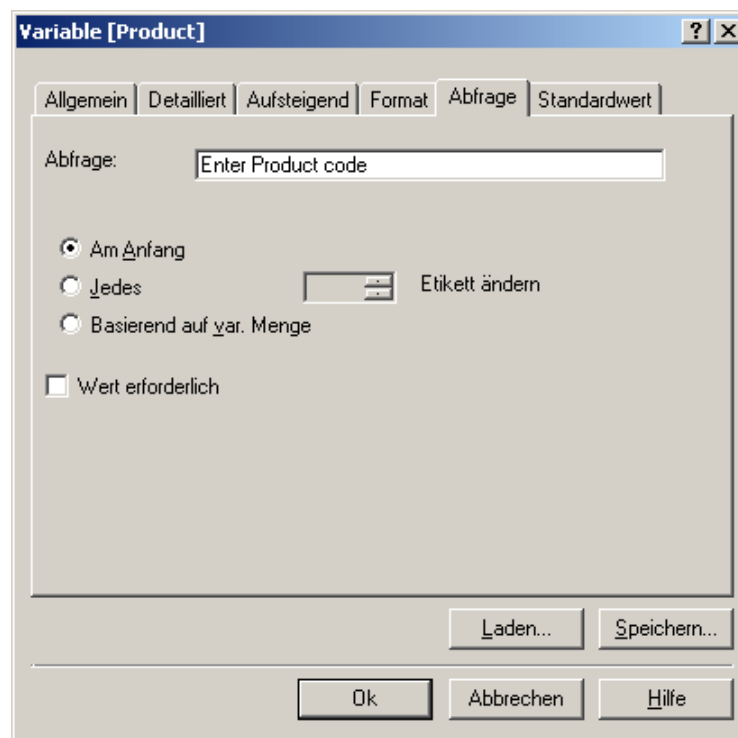 Variable [Product]
Allgemein Detailliert Aufsteigend Format Abfrage Standardwert
Abfrage: Enter Product code
Am Anfang
Jedes Etikett ändern
Basierend auf var. Menge
Wert erforderlich
Laden... Speichern...
Ok Abbrechen Hilfe